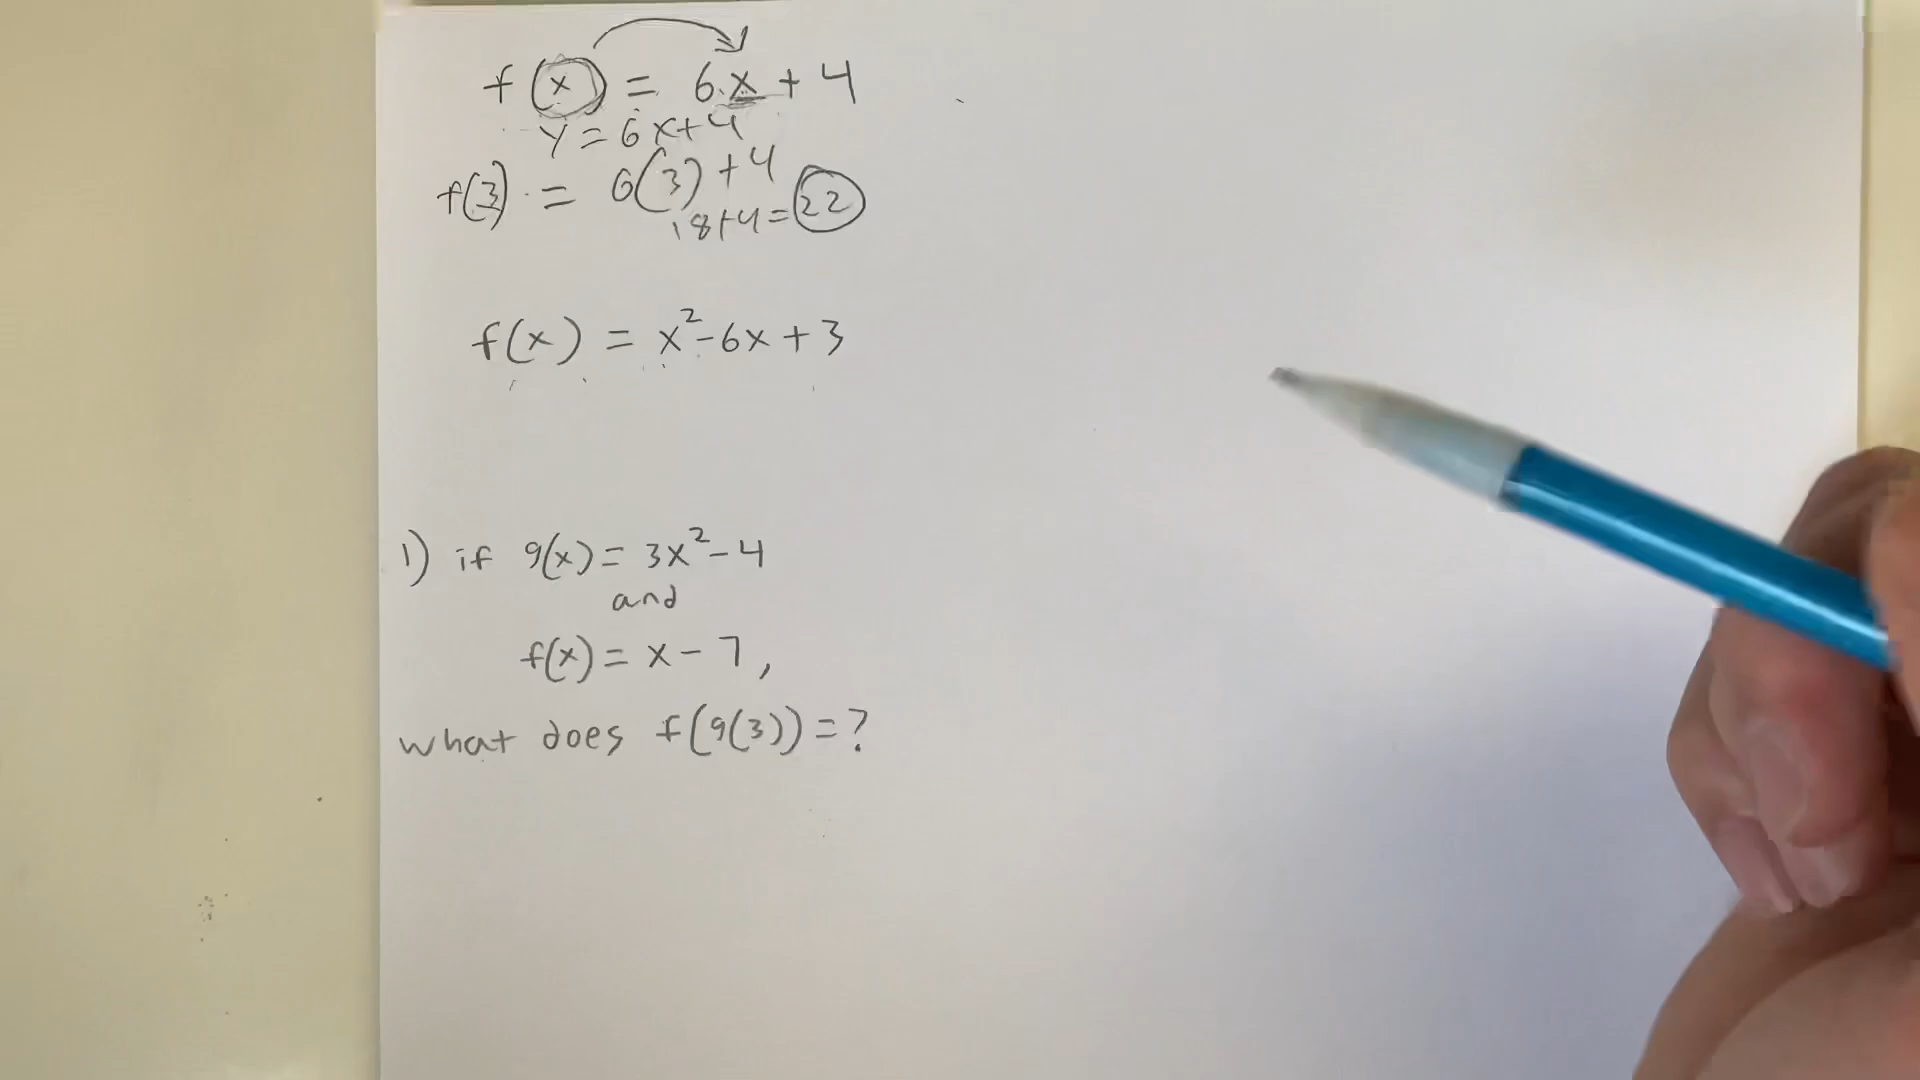 f(x) = 6x + 4
y = 6x+4
f(3) = 6(3) + 4
18+4 = 22
f(x) = x² - 6x + 3
1) if g(x) = 3x² - 4
and
f(x) = x - 7,
what does f(g(3)) = ?